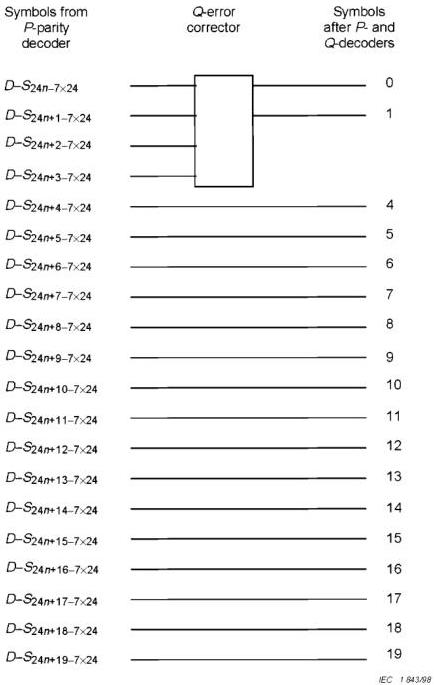 Symbols from
P-parity
decoder
Q-error
corrector
Symbols
after P- and
Q-decoders
D–S24n–7×24 0
D–S24n+1–7×24 1
D–S24n+2–7×24
D–S24n+3–7×24
D–S24n+4–7×24 4
D–S24n+5–7×24 5
D–S24n+6–7×24 6
D–S24n+7–7×24 7
D–S24n+8–7×24 8
D–S24n+9–7×24 9
D–S24n+10–7×24 10
D–S24n+11–7×24 11
D–S24n+12–7×24 12
D–S24n+13–7×24 13
D–S24n+14–7×24 14
D–S24n+15–7×24 15
D–S24n+16–7×24 16
D–S24n+17–7×24 17
D–S24n+18–7×24 18
D–S24n+19–7×24 19
IEC 1 843/98